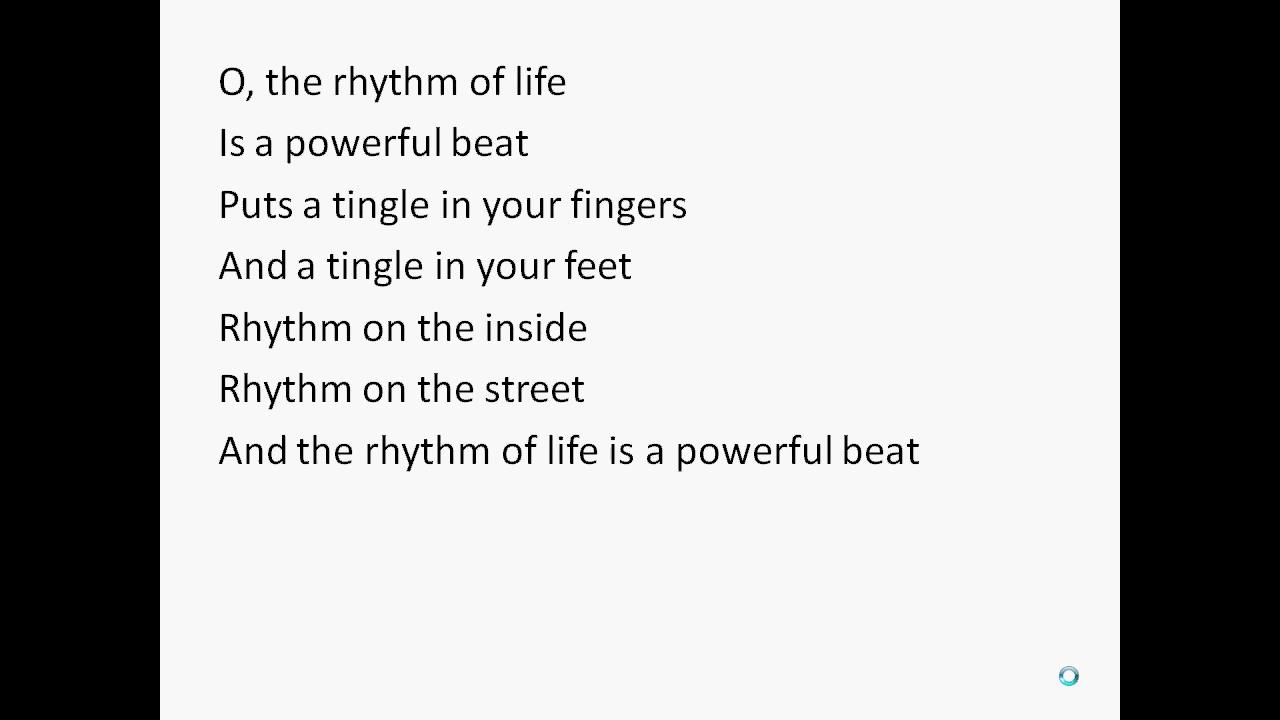 O, the rhythm of life
Is a powerful beat
Puts a tingle in your fingers
And a tingle in your feet
Rhythm on the inside
Rhythm on the street
And the rhythm of life is a powerful beat